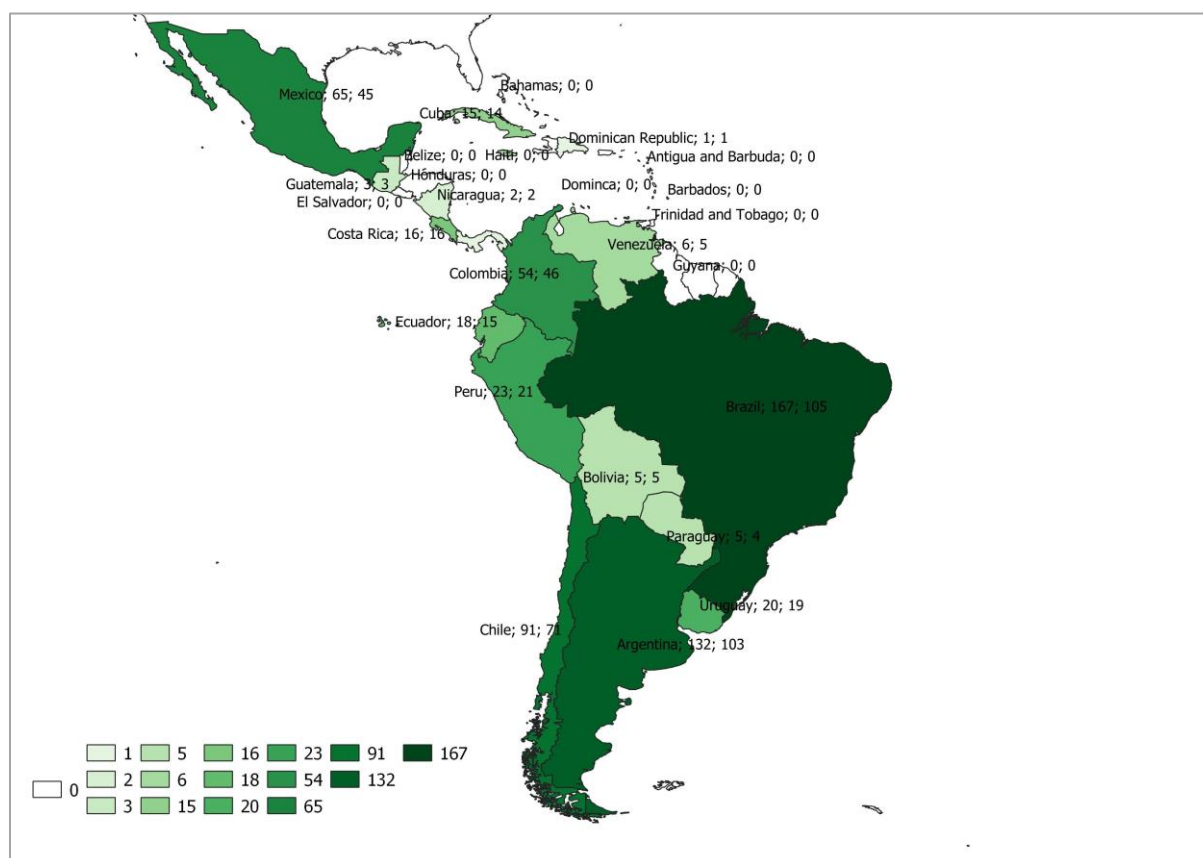 Bahamas; 0; 0
Mexico; 65; 45
Cuba; 15; 14
Dominican Republic; 1; 1
Belize; 0; 0
Haiti; 0; 0
Antigua and Barbuda; 0; 0
Honduras; 0; 0
Guatemala; 3; 3
Nicaragua; 2; 2
Dominca; 0; 0
Barbados; 0; 0
El Salvador; 0; 0
Trinidad and Tobago; 0; 0
Costa Rica; 16; 16
Venezuela; 6; 5
Guyana; 0; 0
Colombia; 54; 46
Ecuador; 18; 15
Peru; 23; 21
Brazil; 167; 105
Bolivia; 5; 5
Paraguay; 5; 4
Uruguay; 20; 19
Chile; 91; 71
Argentina; 132; 103
1 5 16 23 91 167
0 2 6 18 54 132
3 15 20 65